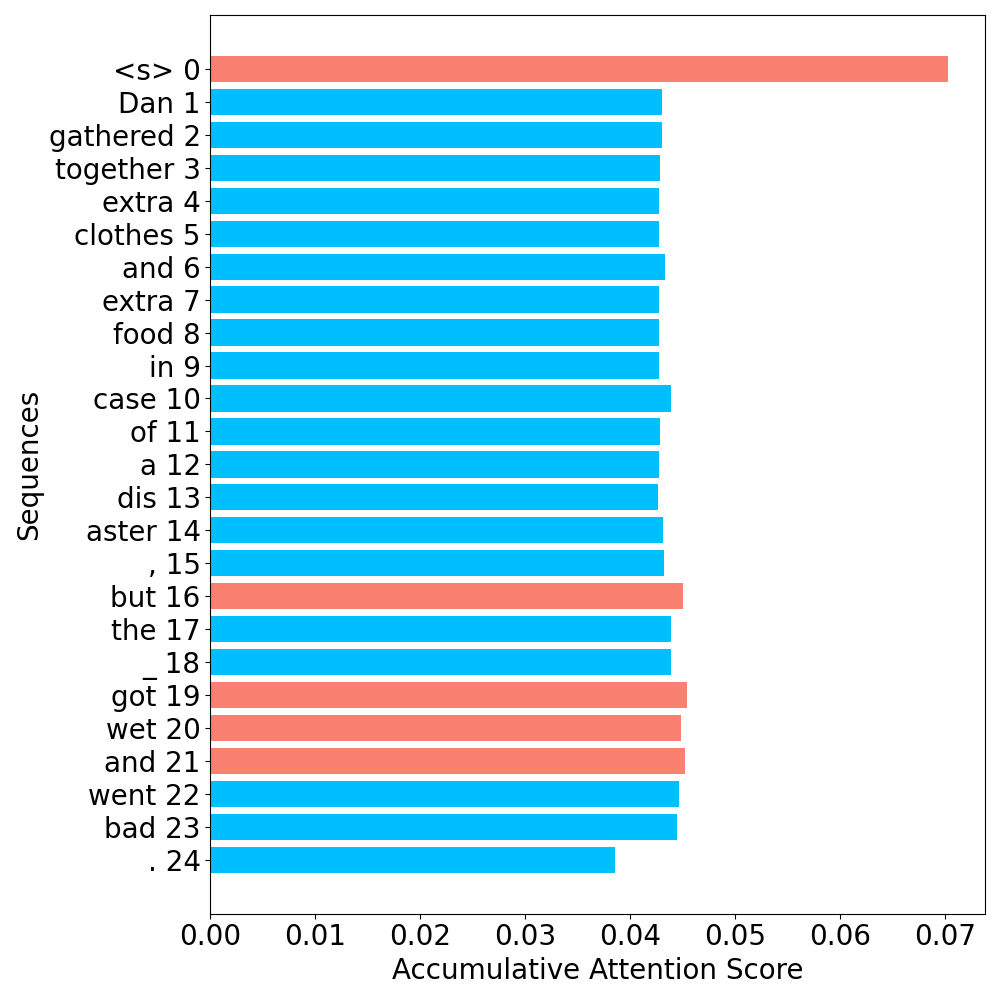 <s> 0
Dan 1
gathered 2
together 3
extra 4
clothes 5
and 6
extra 7
food 8
in 9
case 10
of 11
a 12
dis 13
aster 14
, 15
but 16
the 17
_ 18
got 19
wet 20
and 21
went 22
bad 23
. 24
Sequences
0.00 0.01 0.02 0.03 0.04 0.05 0.06 0.07
Accumulative Attention Score